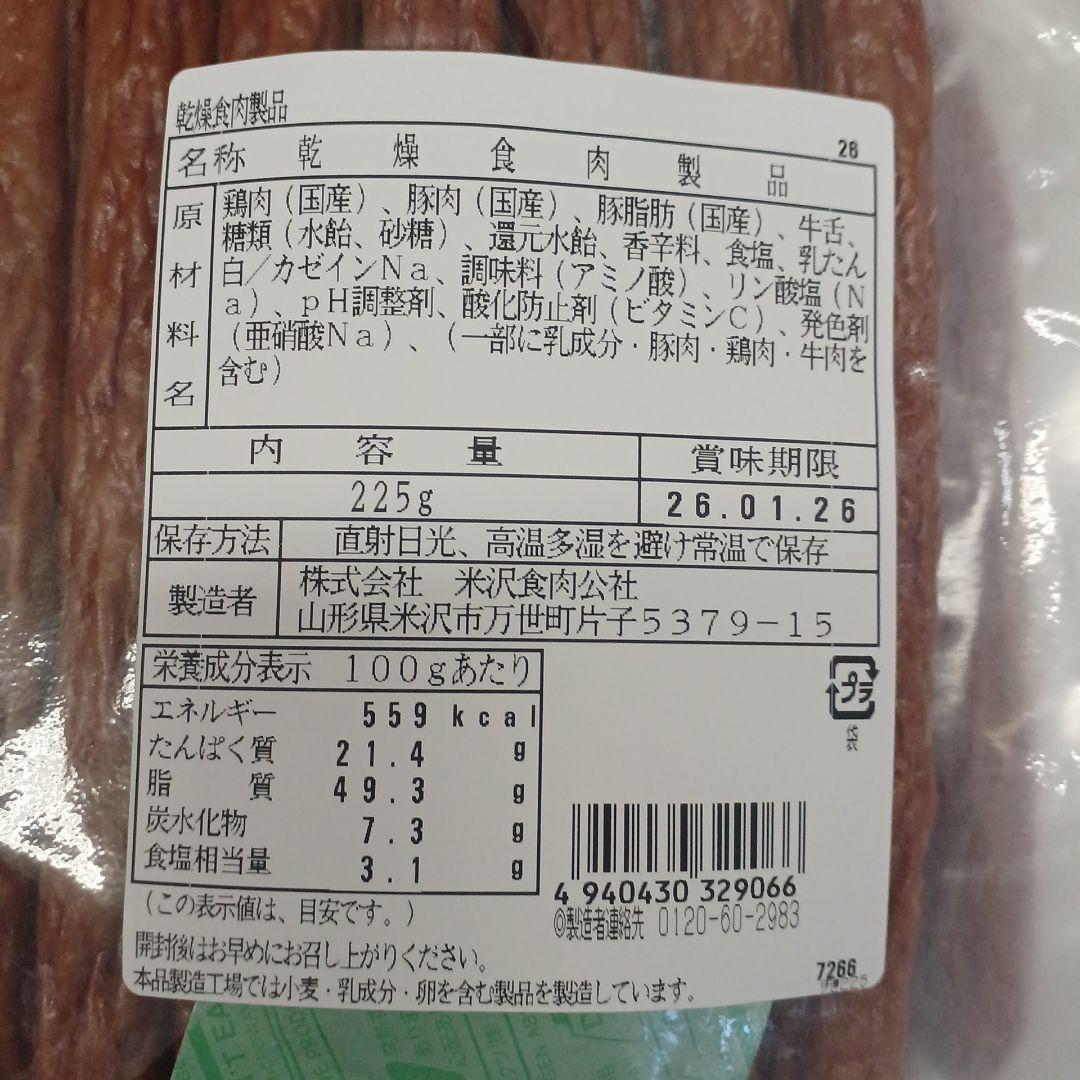 乾燥食肉製品
26
名称 乾燥食肉製品
原材料名
鶏肉（国産）、豚肉（国産）、豚脂肪（国産）、牛舌、
糖類（水飴、砂糖）、還元水飴、香辛料、食塩、乳たん
白／カゼインNa、調味料（アミノ酸）、リン酸塩（N
a）、pH調整剤、酸化防止剤（ビタミンC）、発色剤
（亜硝酸Na）、（一部に乳成分・豚肉・鶏肉・牛肉を
含む）
内容量 賞味期限
225g 26.01.26
保存方法 直射日光、高温多湿を避け常温で保存
製造者 株式会社 米沢食肉公社
山形県米沢市万世町片子5379-15
栄養成分表示 100gあたり
エネルギー 559 kcal
たんぱく質 21.4 g
脂質 49.3 g
炭水化物 7.3 g
食塩相当量 3.1 g
（この表示値は、目安です。）
プラ
袋
4 940430 329066
◎製造者連絡先 0120-60-2983
開封後はお早めにお召し上がりください。
本品製造工場では小麦・乳成分・卵を含む製品を製造しています。
7266